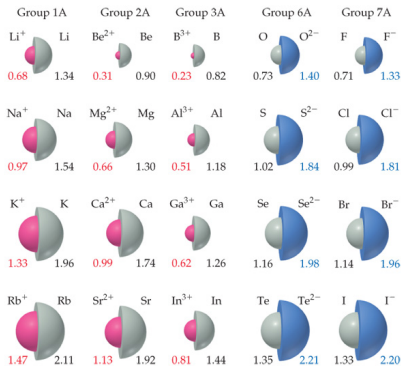 Group 1A Group 2A Group 3A Group 6A Group 7A
Li⁺ Li Be²⁺ Be B³⁺ B O O²⁻ F F⁻
0.68 1.34 0.31 0.90 0.23 0.82 0.73 1.40 0.71 1.33
Na⁺ Na Mg²⁺ Mg Al³⁺ Al S S²⁻ Cl Cl⁻
0.97 1.54 0.66 1.30 0.51 1.18 1.02 1.84 0.99 1.81
K⁺ K Ca²⁺ Ca Ga³⁺ Ga Se Se²⁻ Br Br⁻
1.33 1.96 0.99 1.74 0.62 1.26 1.16 1.98 1.14 1.96
Rb⁺ Rb Sr²⁺ Sr In³⁺ In Te Te²⁻ I I⁻
1.47 2.11 1.13 1.92 0.81 1.44 1.35 2.21 1.33 2.20